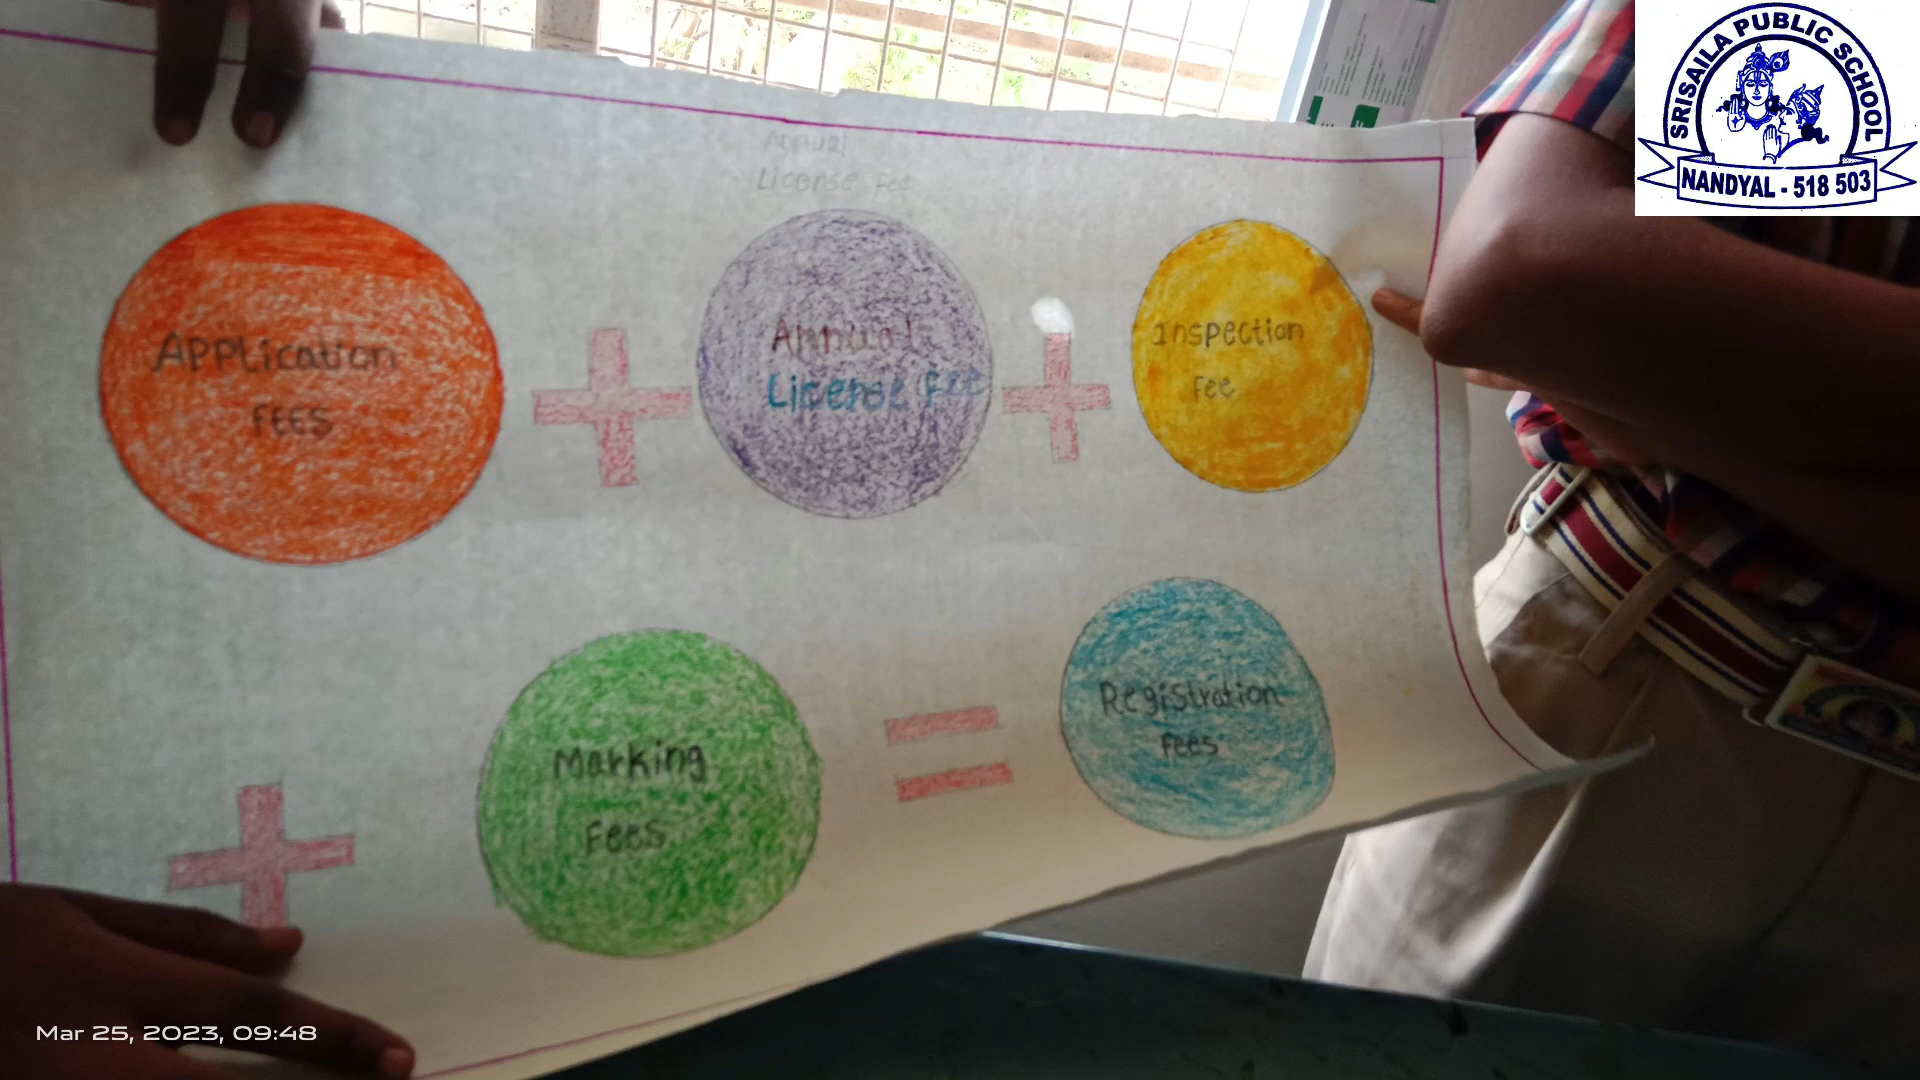 SRISAILA PUBLIC SCHOOL
NANDYAL - 518 503
Annual
License Fee
Application
Fees
Annual
License Fee
Inspection
Fee
Marking
Fees
Registration
Fees
Mar 25, 2023, 09:48